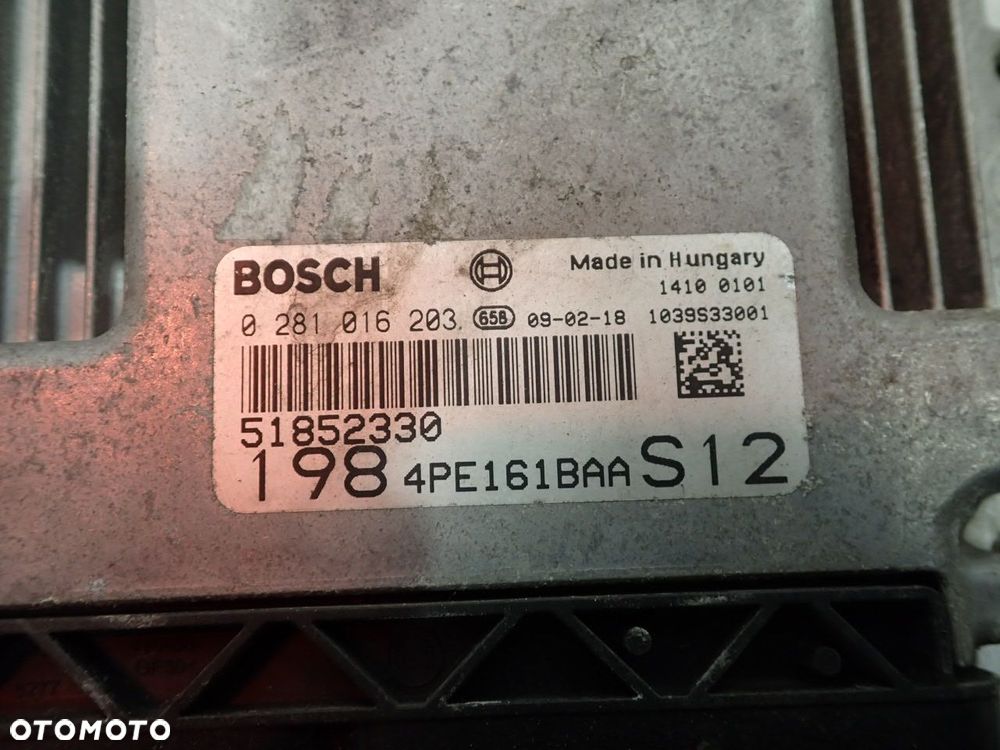 BOSCH
Made in Hungary
1410 0101
0 281 016 203 658 09-02-18 1039S33001
51852330
198 4PE161BAA S12
OTOMOTO